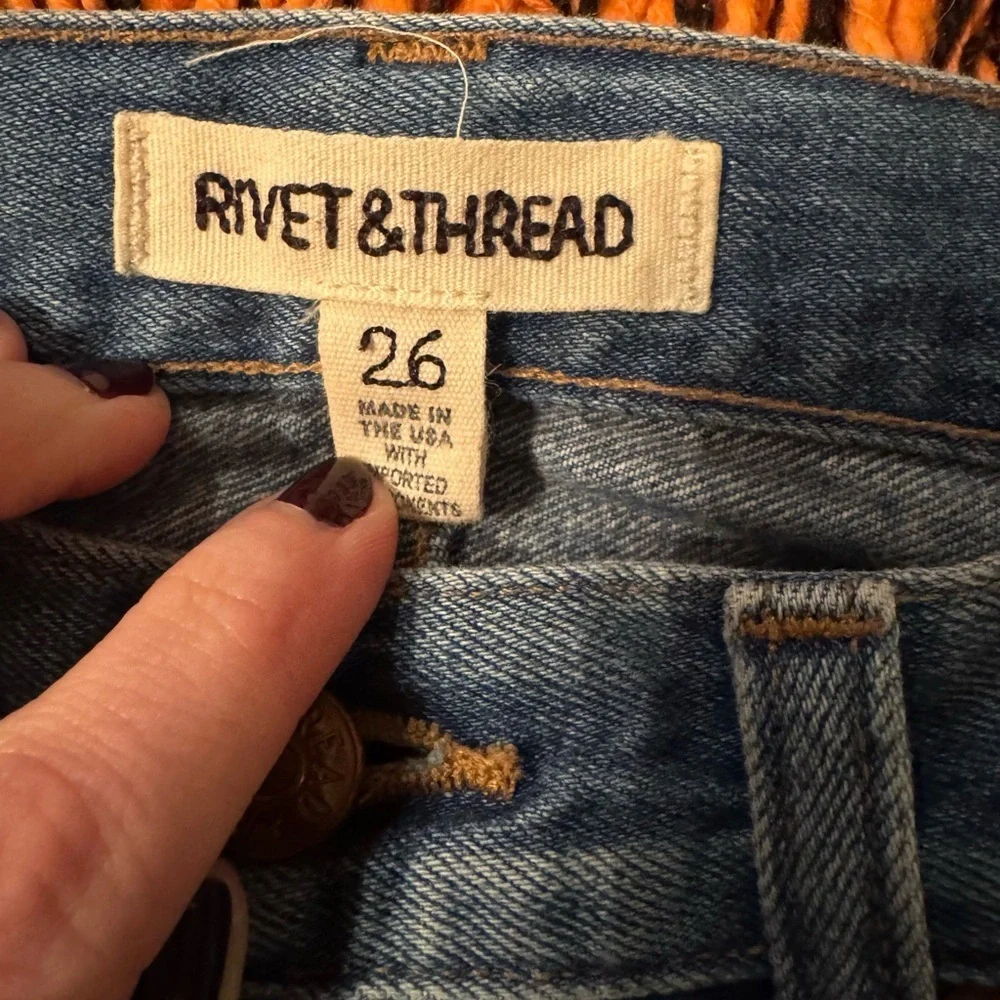 RIVET & THREAD
26
MADE IN
THE USA
WITH